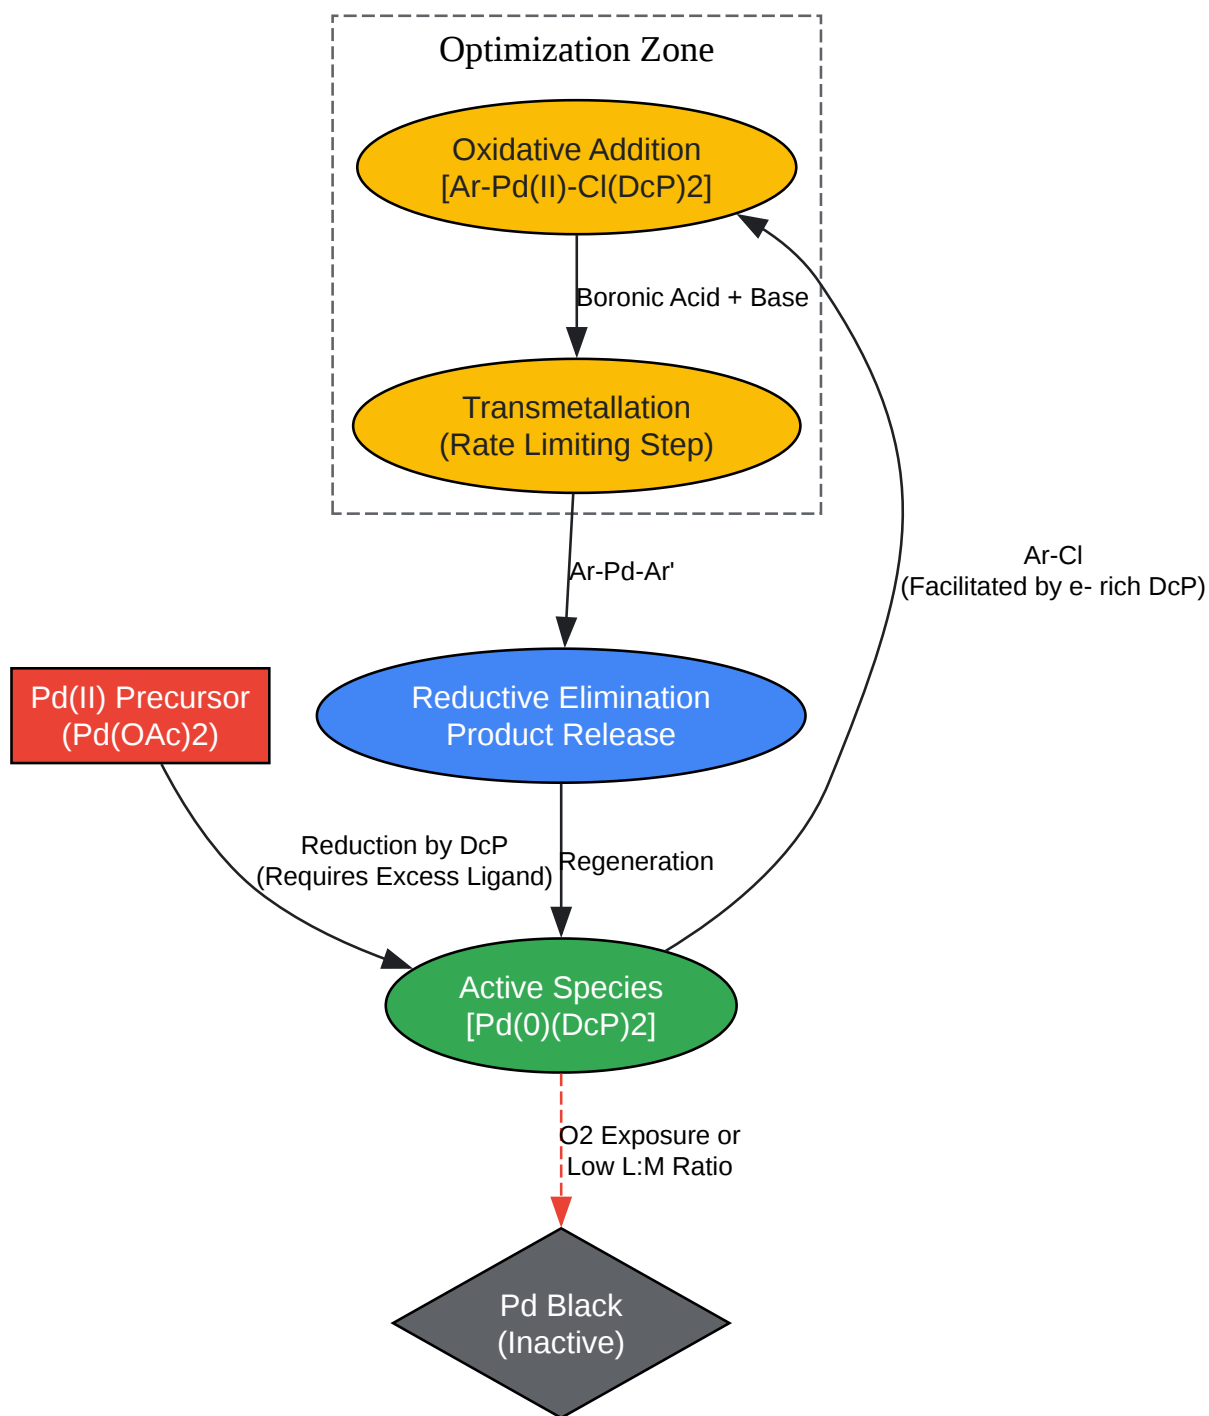 Optimization Zone
Oxidative Addition
[Ar-Pd(II)-Cl(DcP)2]
Boronic Acid + Base
Transmetallation
(Rate Limiting Step)
Ar-Cl
(Facilitated by e- rich DcP)
Ar-Pd-Ar'
Pd(II) Precursor
(Pd(OAc)2)
Reductive Elimination
Product Release
Reduction by DcP
(Requires Excess Ligand)
Regeneration
Active Species
[Pd(0)(DcP)2]
O2 Exposure or
Low L:M Ratio
Pd Black
(Inactive)